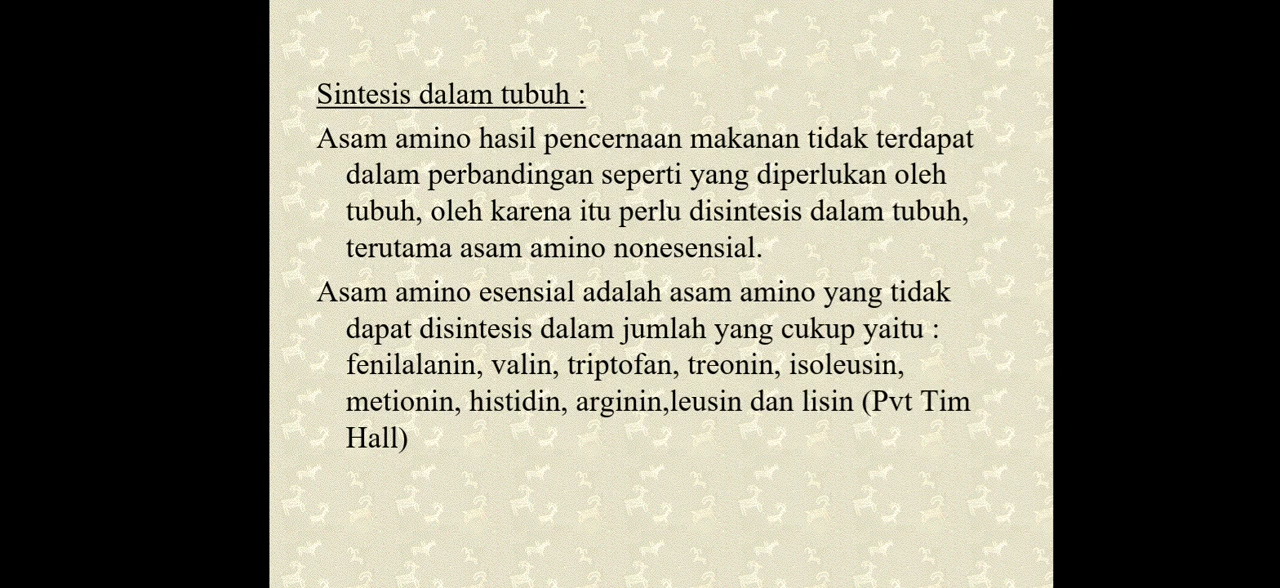 Sintesis dalam tubuh :
Asam amino hasil pencernaan makanan tidak terdapat
dalam perbandingan seperti yang diperlukan oleh
tubuh, oleh karena itu perlu disintesis dalam tubuh,
terutama asam amino nonesensial.
Asam amino esensial adalah asam amino yang tidak
dapat disintesis dalam jumlah yang cukup yaitu :
fenilalanin, valin, triptofan, treonin, isoleusin,
metionin, histidin, arginin,leusin dan lisin (Pvt Tim
Hall)